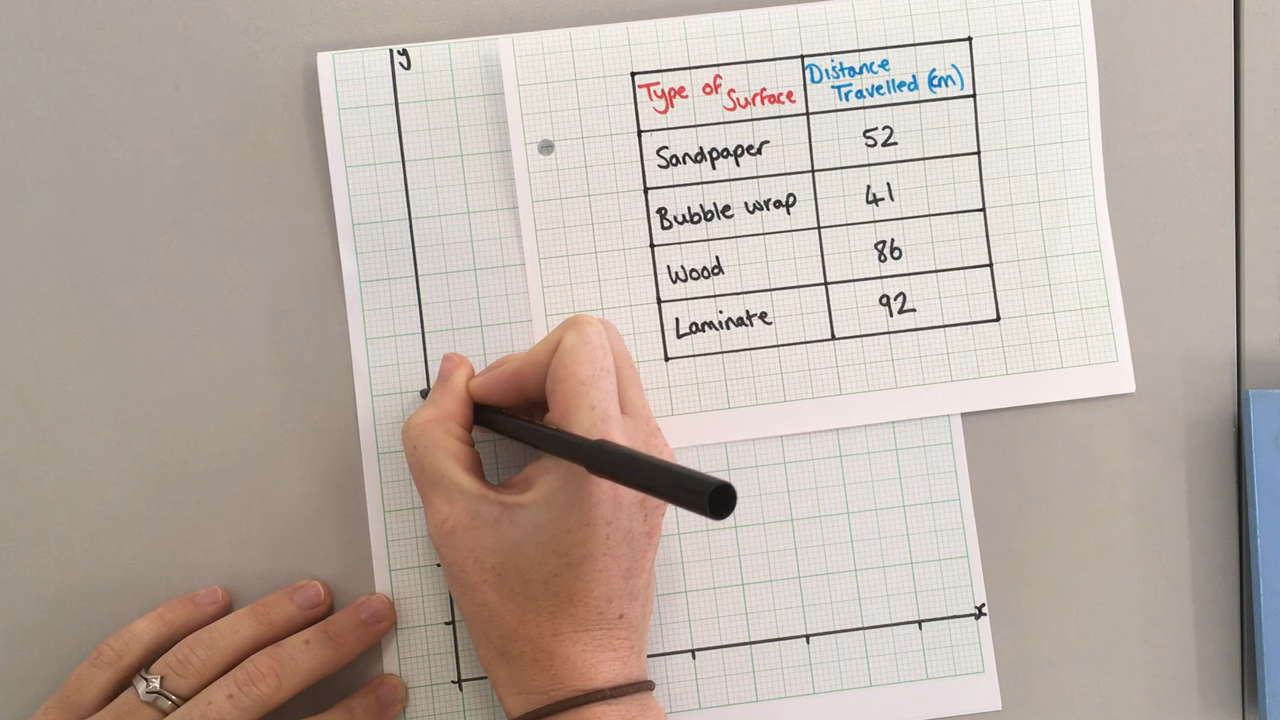 y
Type of Surface
Distance
Travelled (cm)
Sandpaper
52
Bubble wrap
41
Wood
86
Laminate
92
x